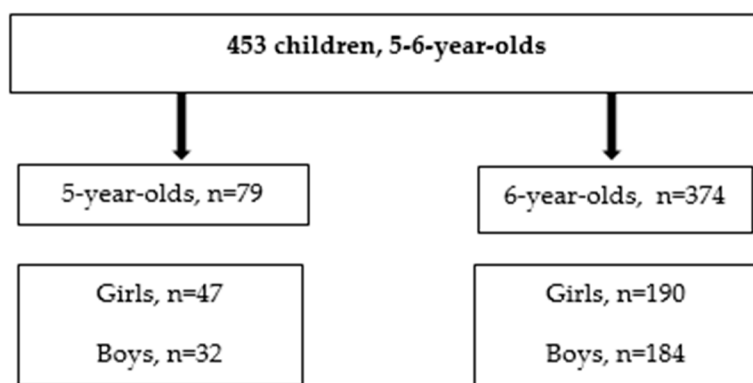 453 children, 5-6-year-olds
5-year-olds, n=79
6-year-olds, n=374
Girls, n=47
Boys, n=32
Girls, n=190
Boys, n=184